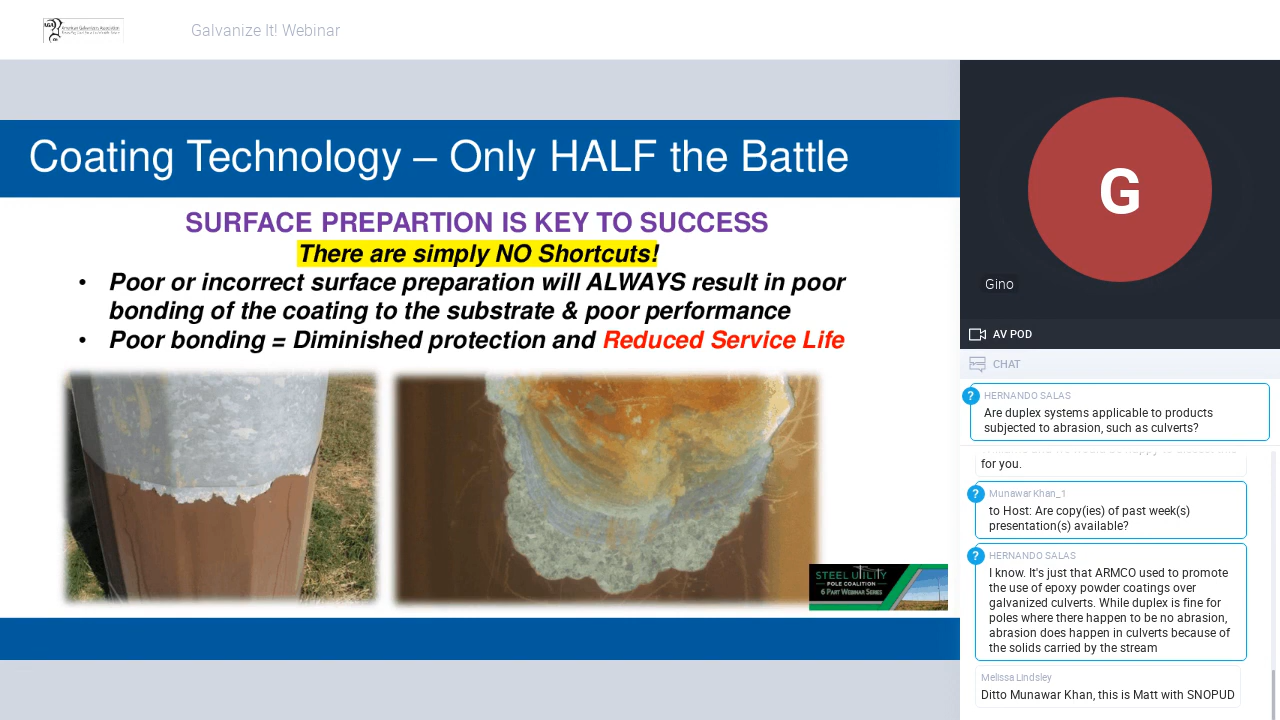 AGA
American Galvanizers Association
Galvanize It! Webinar
Coating Technology – Only HALF the Battle
SURFACE PREPARTION IS KEY TO SUCCESS
There are simply NO Shortcuts!
• Poor or incorrect surface preparation will ALWAYS result in poor
bonding of the coating to the substrate & poor performance
• Poor bonding = Diminished protection and Reduced Service Life
STEEL UTILITY
POLE COALITION
6 PART WEBINAR SERIES
G
Gino
AV POD
CHAT
?
HERNANDO SALAS
Are duplex systems applicable to products
subjected to abrasion, such as culverts?
for you.
?
Munawar Khan_1
to Host: Are copy(ies) of past week(s)
presentation(s) available?
?
HERNANDO SALAS
I know. It's just that ARMCO used to promote
the use of epoxy powder coatings over
galvanized culverts. While duplex is fine for
poles where there happen to be no abrasion,
abrasion does happen in culverts because of
the solids carried by the stream
Melissa Lindsley
Ditto Munawar Khan, this is Matt with SNOPUD